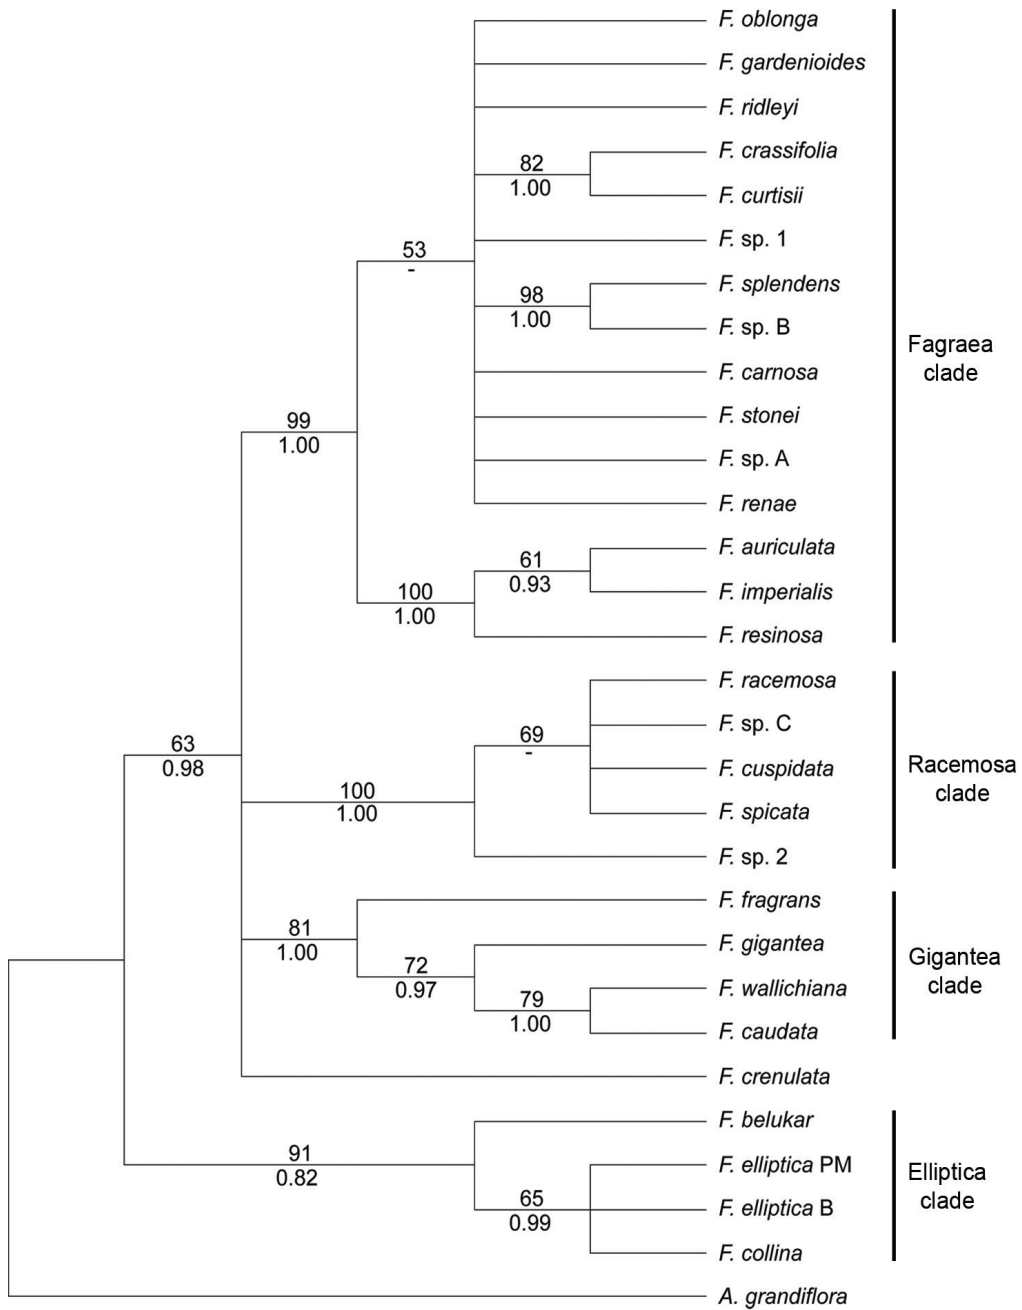 F. oblonga
F. gardenioides
F. ridleyi
82
1.00
F. crassifolia
F. curtisii
53
-
F. sp. 1
98
1.00
F. splendens
F. sp. B
Fagraea
clade
F. carnosa
F. stonei
99
1.00
F. sp. A
F. renae
F. auriculata
61
0.93
F. imperialis
100
1.00
F. resinosa
F. racemosa
F. sp. C
69
-
63
0.98
F. cuspidata
Racemosa
clade
100
1.00
F. spicata
F. sp. 2
F. fragrans
81
1.00
F. gigantea
Gigantea
clade
72
0.97
F. wallichiana
79
1.00
F. caudata
F. crenulata
F. belukar
91
0.82
F. elliptica PM
Elliptica
clade
65
0.99
F. elliptica B
F. collina
A. grandiflora